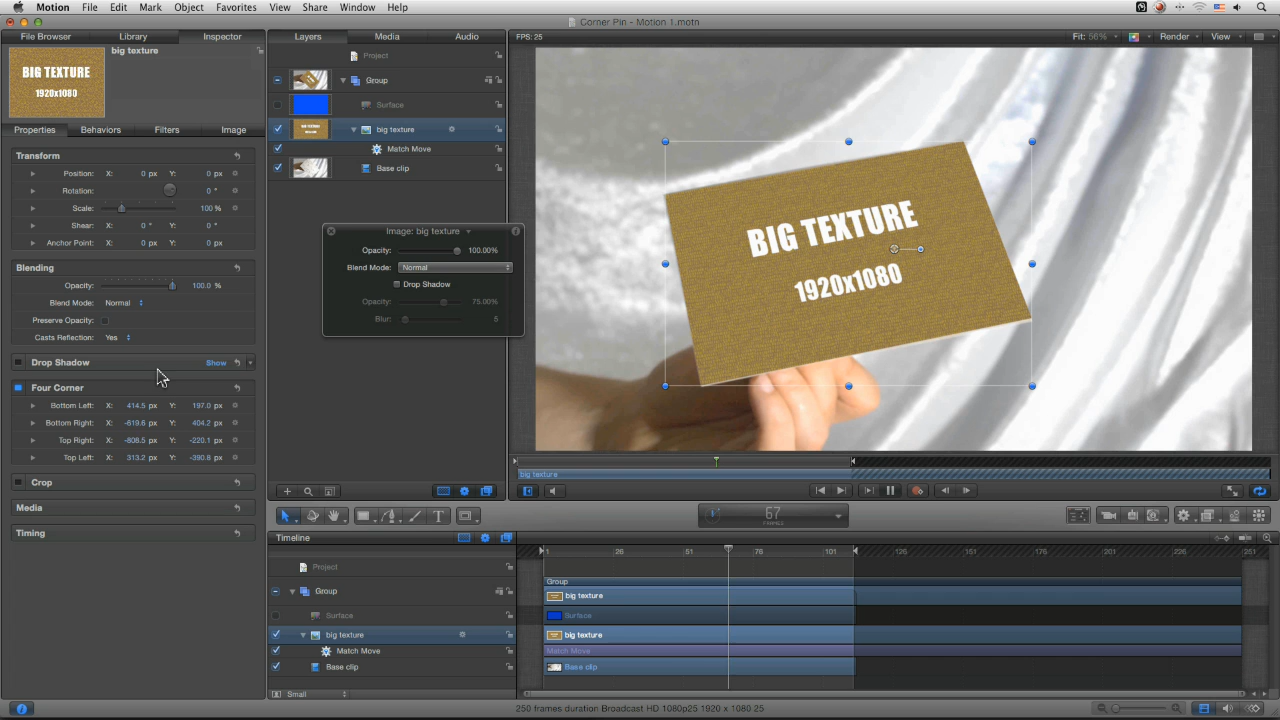 Motion File Edit Mark Object Favorites View Share Window Help
Corner Pin - Motion 1.motn
File Browser Library Inspector
Layers Media Audio
FPS: 25 Fit: 56% Render View
BIG TEXTURE
1920x1080
big texture
Properties Behaviors Filters Image
Transform
Position: X: 0 px Y: 0 px
Rotation: 0 °
Scale: 100 %
Shear: X: 0 ° Y: 0 °
Anchor Point: X: 0 px Y: 0 px
Blending
Opacity: 100.0 %
Blend Mode: Normal
Preserve Opacity:
Casts Reflection: Yes
Drop Shadow Show
Four Corner
Bottom Left: X: 414.5 px Y: 197.0 px
Bottom Right: X: -619.6 px Y: 404.2 px
Top Right: X: -808.5 px Y: -220.1 px
Top Left: X: 313.2 px Y: -390.8 px
Crop
Media
Timing
Project
Group
Surface
big texture
Match Move
Base clip
Image: big texture
Opacity: 100.00%
Blend Mode: Normal
Drop Shadow
Opacity: 75.00%
Blur: 5
BIG TEXTURE
1920x1080
big texture
67
FRAMES
Timeline
1 26 51 76 101 126 151 176 201 226 251
Project
Group
Surface
big texture
Match Move
Base clip
Group
big texture
Surface
big texture
Match Move
Base clip
Small
250 frames duration Broadcast HD 1080p25 1920 x 1080 25